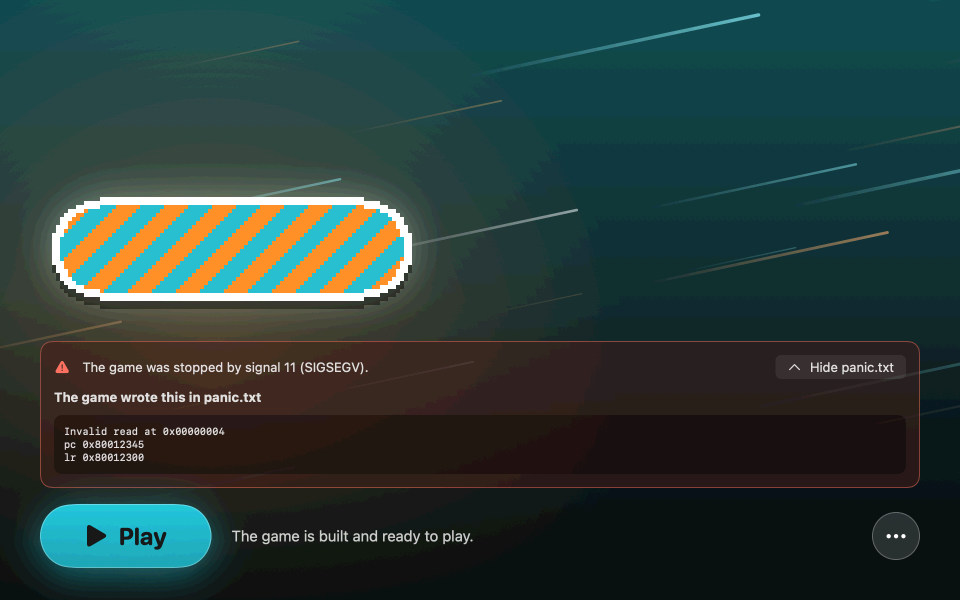 The game was stopped by signal 11 (SIGSEGV).
Hide panic.txt
The game wrote this in panic.txt
Invalid read at 0x00000004
pc 0x80012345
lr 0x80012300
Play
The game is built and ready to play.